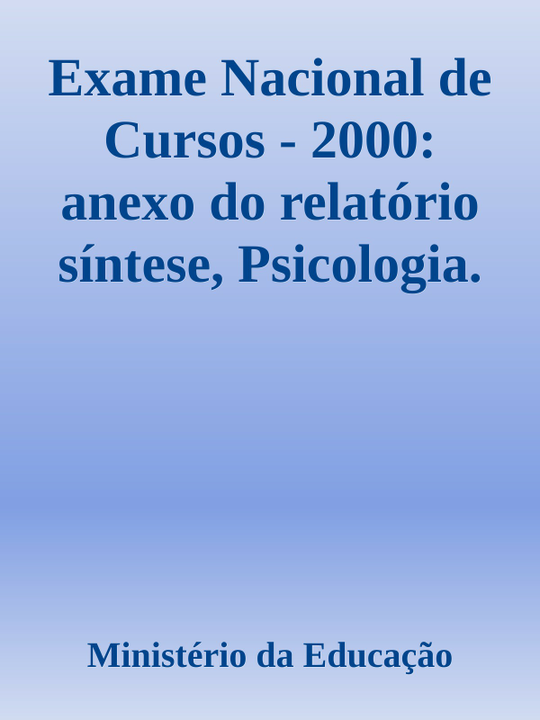 Exame Nacional de
Cursos - 2000:
anexo do relatório
síntese, Psicologia.
Ministério da Educação